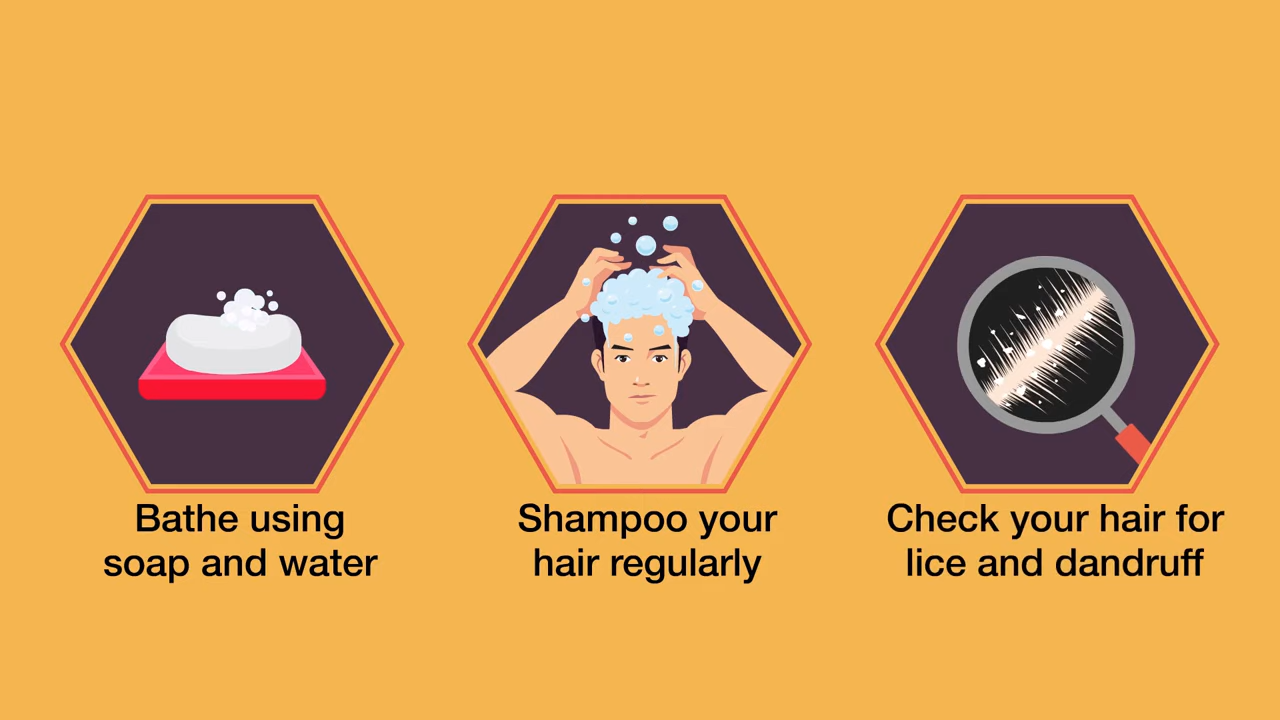 Bathe using
soap and water
Shampoo your
hair regularly
Check your hair for
lice and dandruff